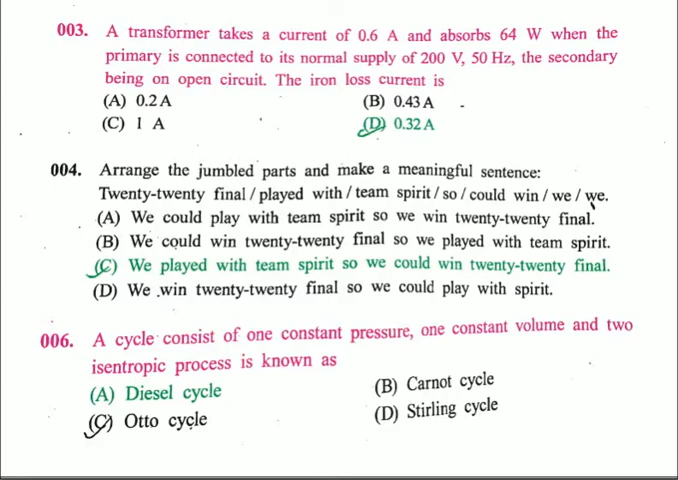 003. A transformer takes a current of 0.6 A and absorbs 64 W when the
primary is connected to its normal supply of 200 V, 50 Hz, the secondary
being on open circuit. The iron loss current is
(A) 0.2 A (B) 0.43 A
(C) 1 A (D) 0.32 A
004. Arrange the jumbled parts and make a meaningful sentence:
Twenty-twenty final / played with / team spirit / so / could win / we / we.
(A) We could play with team spirit so we win twenty-twenty final.
(B) We could win twenty-twenty final so we played with team spirit.
(C) We played with team spirit so we could win twenty-twenty final.
(D) We win twenty-twenty final so we could play with spirit.
006. A cycle consist of one constant pressure, one constant volume and two
isentropic process is known as
(A) Diesel cycle (B) Carnot cycle
(C) Otto cycle (D) Stirling cycle